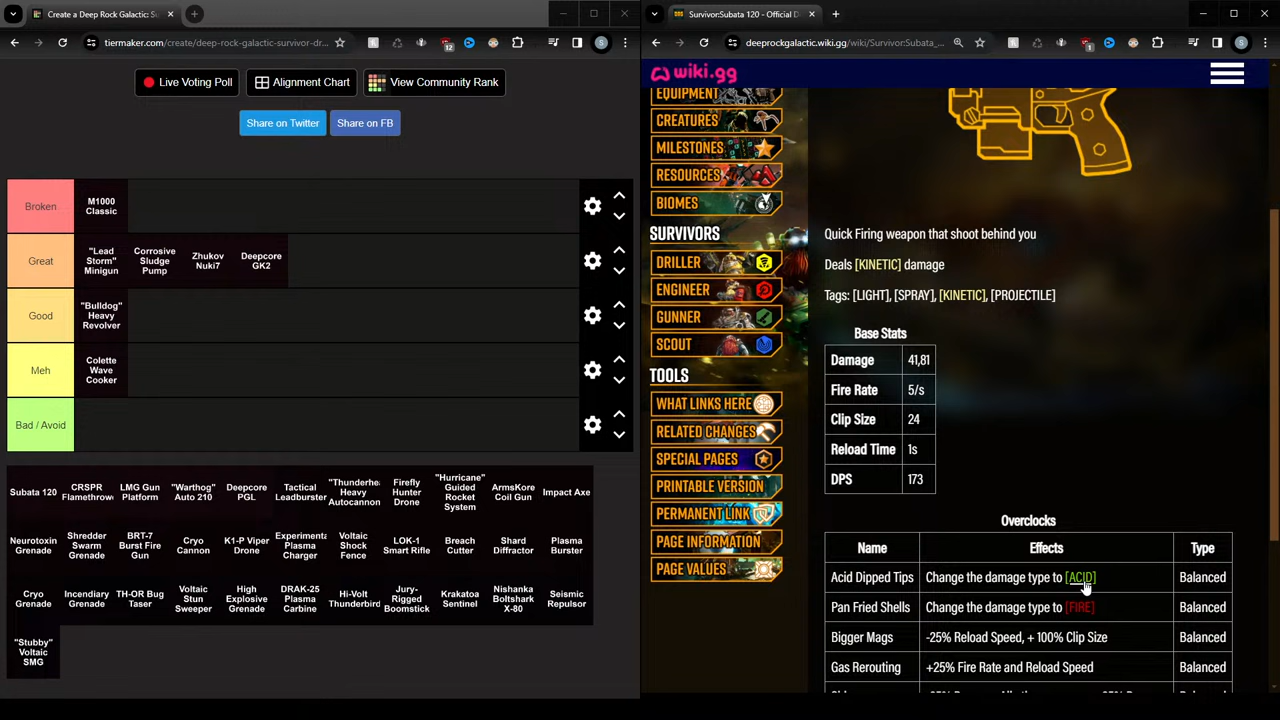 Create a Deep Rock Galactic: Su
Survivor:Subata 120 - Official D
tiermaker.com/create/deep-rock-galactic-survivor-dr...
deeprockgalactic.wiki.gg/wiki/Survivor:Subata_...
12
S
1
S
Live Voting Poll
Alignment Chart
View Community Rank
Share on Twitter
Share on FB
Broken
M1000
Classic
Great
"Lead
Storm"
Minigun
Corrosive
Sludge
Pump
Zhukov
Nuki7
Deepcore
GK2
Good
"Bulldog"
Heavy
Revolver
Meh
Colette
Wave
Cooker
Bad / Avoid
Subata 120
CRSPR
Flamethrow
LMG Gun
Platform
"Warthog"
Auto 210
Deepcore
PGL
Tactical
Leadburster
"Thunderhe
Heavy
Autocannon
Firefly
Hunter
Drone
"Hurricane"
Guided
Rocket
System
ArmsKore
Coil Gun
Impact Axe
Neurotoxin
Grenade
Shredder
Swarm
Grenade
BRT-7
Burst Fire
Gun
Cryo
Cannon
K1-P Viper
Drone
Experimenta
Plasma
Charger
Voltaic
Shock
Fence
LOK-1
Smart Rifle
Breach
Cutter
Shard
Diffractor
Plasma
Burster
Cryo
Grenade
Incendiary
Grenade
TH-OR Bug
Taser
Voltaic
Stun
Sweeper
High
Explosive
Grenade
DRAK-25
Plasma
Carbine
Hi-Volt
Thunderbird
Jury-
Rigged
Boomstick
Krakatoa
Sentinel
Nishanka
Boltshark
X-80
Seismic
Repulsor
"Stubby"
Voltaic
SMG
wiki.gg
EQUIPMENT
CREATURES
MILESTONES
RESOURCES
BIOMES
SURVIVORS
DRILLER
ENGINEER
GUNNER
SCOUT
TOOLS
WHAT LINKS HERE
RELATED CHANGES
SPECIAL PAGES
PRINTABLE VERSION
PERMANENT LINK
PAGE INFORMATION
PAGE VALUES
Quick Firing weapon that shoot behind you
Deals [KINETIC] damage
Tags: [LIGHT], [SPRAY], [KINETIC], [PROJECTILE]
Base Stats
Damage 41,81
Fire Rate 5/s
Clip Size 24
Reload Time 1s
DPS 173
Overclocks
Name Effects Type
Acid Dipped Tips Change the damage type to [ACID] Balanced
Pan Fried Shells Change the damage type to [FIRE] Balanced
Bigger Mags -25% Reload Speed, + 100% Clip Size Balanced
Gas Rerouting +25% Fire Rate and Reload Speed Balanced